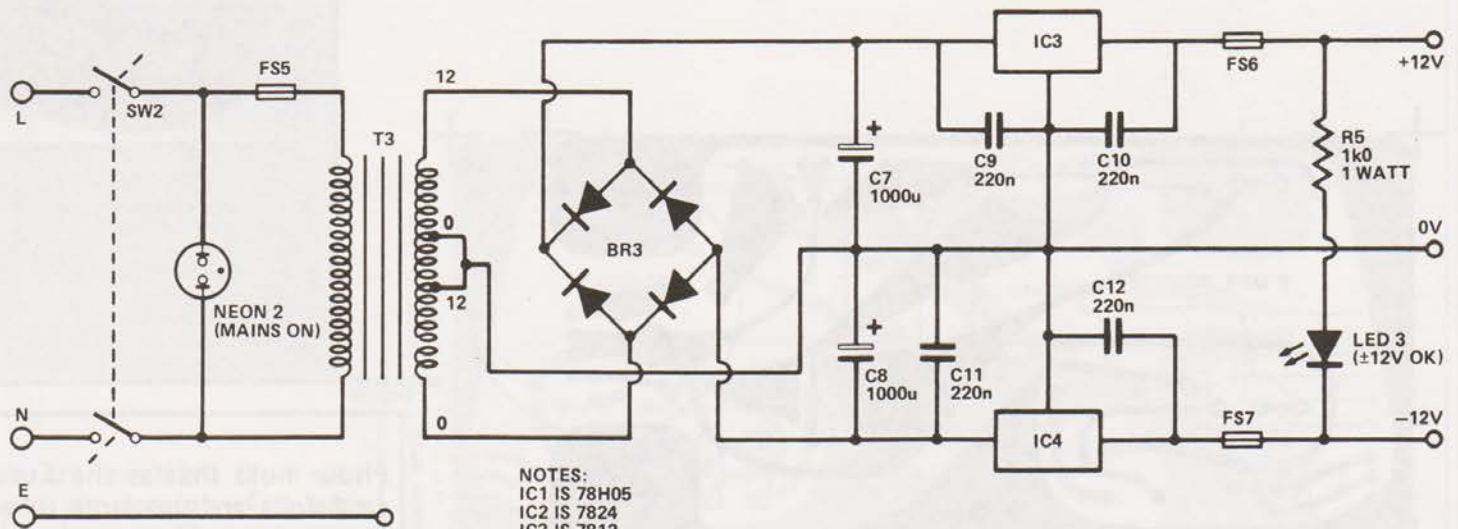 L
SW2
FS5
NEON 2
(MAINS ON)
T3
12
0
12
0
BR3
C7
1000u
+
C8
1000u
+
C9
220n
C10
220n
C11
220n
C12
220n
IC3
IC4
FS6
FS7
R5
1k0
1 WATT
LED 3
(±12V OK)
+12V
0V
−12V
N
E
NOTES:
IC1 IS 78H05
IC2 IS 7824
IC3 IS 7812